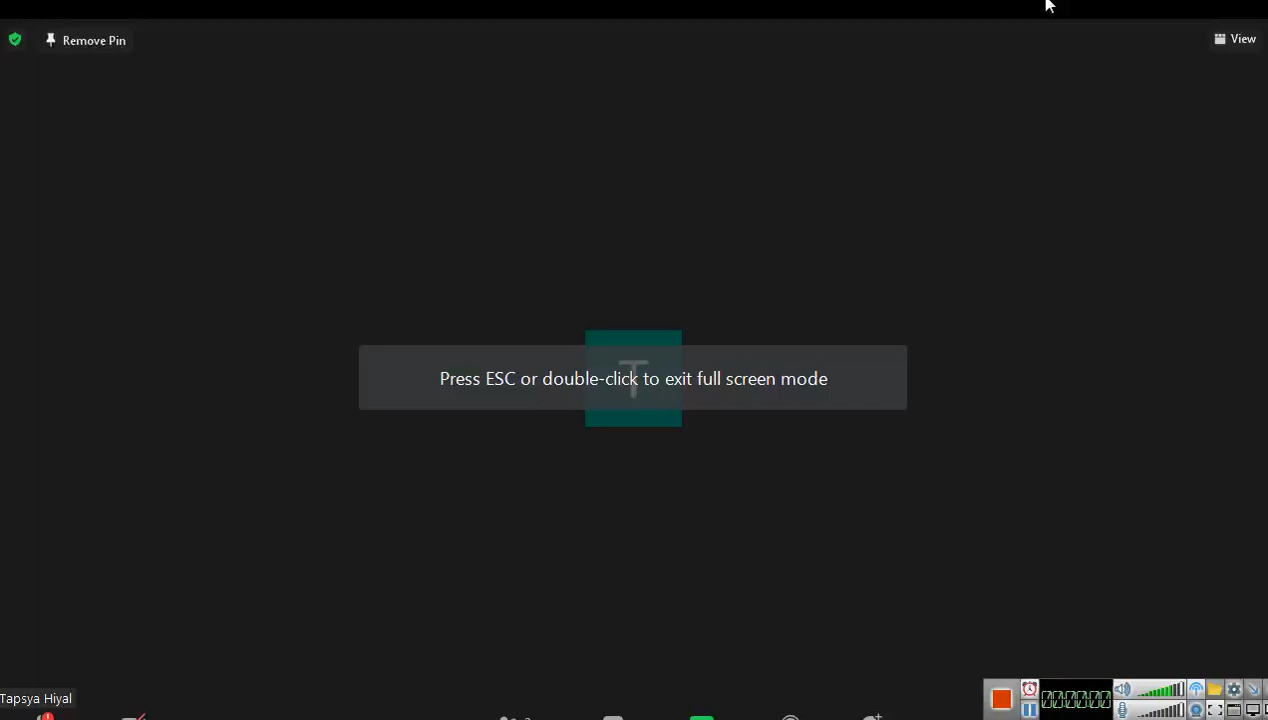 Remove Pin
View
T
Press ESC or double-click to exit full screen mode
Tapsya Hiyal